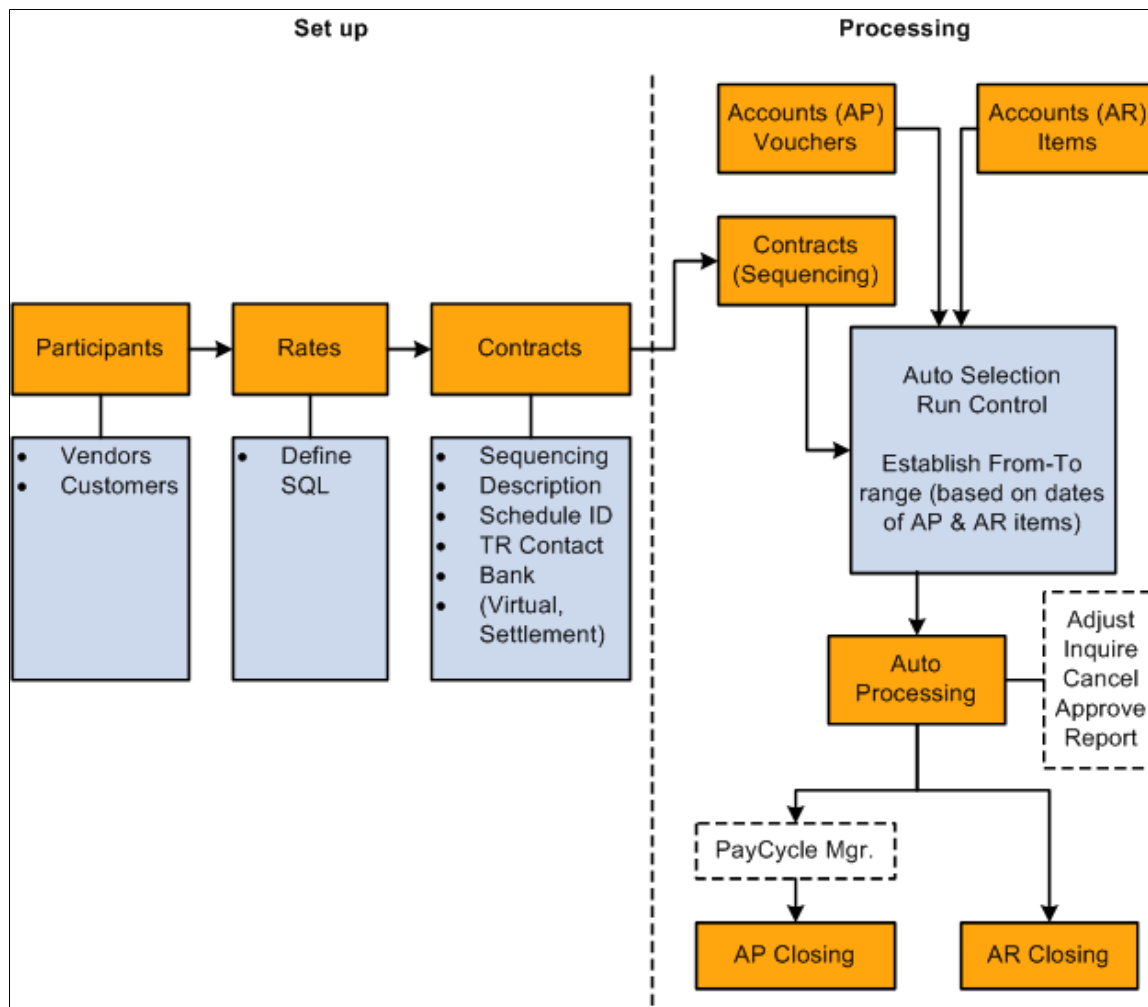 Set up
Processing
Accounts (AP)
Vouchers
Accounts (AR)
Items
Contracts
(Sequencing)
Participants
Rates
Contracts
• Vendors
• Customers
• Define
SQL
• Sequencing
• Description
• Schedule ID
• TR Contact
• Bank
• (Virtual,
Settlement)
Auto Selection
Run Control
Establish From-To
range (based on dates
of AP & AR items)
Auto
Processing
Adjust
Inquire
Cancel
Approve
Report
PayCycle Mgr.
AP Closing
AR Closing